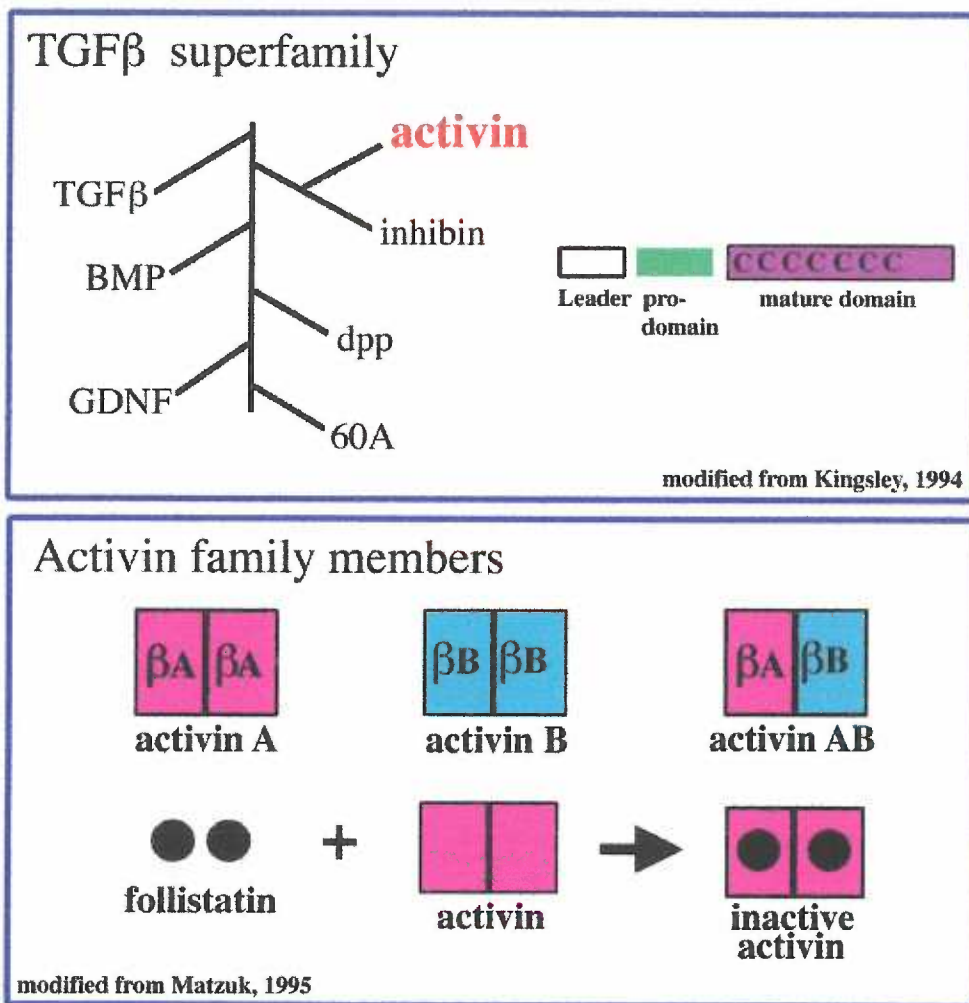 TGFβ superfamily
activin
TGFβ
inhibin
BMP
CCCCCCC
Leader
pro-
domain
mature domain
dpp
GDNF
60A
modified from Kingsley, 1994
Activin family members
βA βA
βB βB
βA βB
activin A
activin B
activin AB
+
follistatin
activin
inactive
activin
modified from Matzuk, 1995